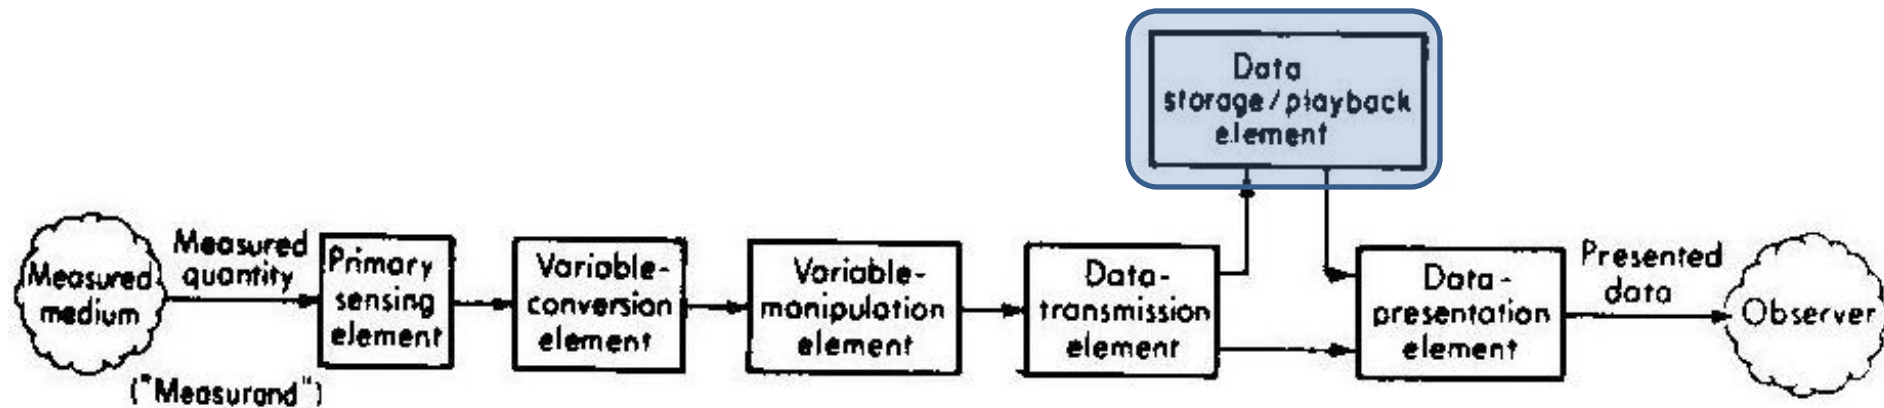 Data
storage/playback
element
Measured
quantity
Measured
medium
("Measurand")
Primary
sensing
element
Variable-
conversion
element
Variable-
manipulation
element
Data-
transmission
element
Data-
presentation
element
Presented
data
Observer